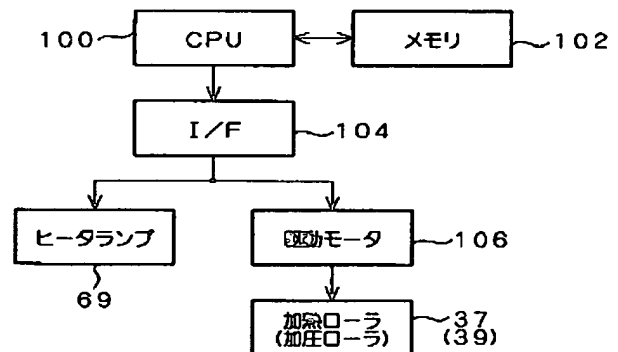 100
CPU
メモリ
102
I/F
104
ヒータランプ
69
駆動モータ
106
加熱ローラ
(加圧ローラ)
37
(39)